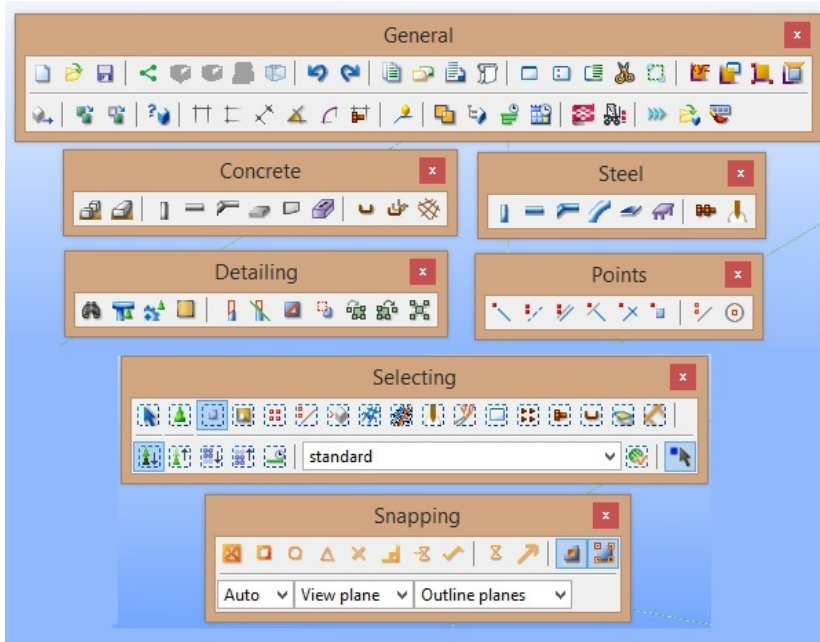 General
x
Concrete
x
Steel
x
Detailing
x
Points
x
Selecting
x
standard
Snapping
x
Auto View plane Outline planes